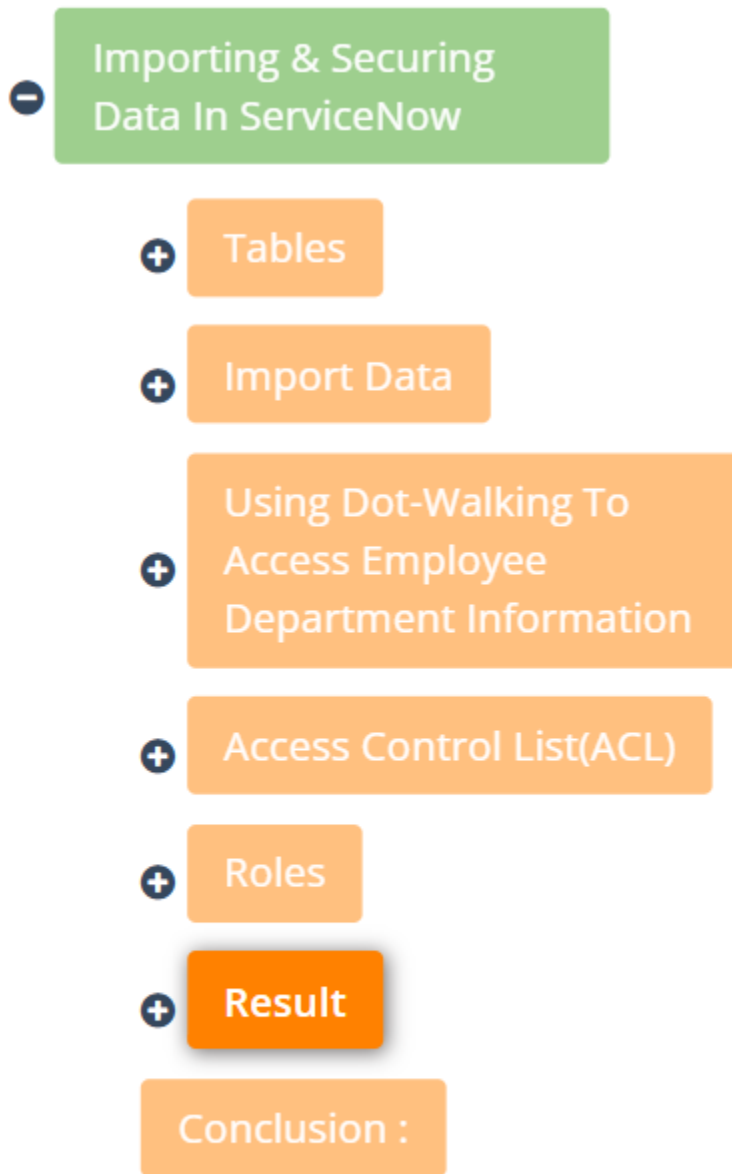 Importing & Securing
Data In ServiceNow
Tables
Import Data
Using Dot-Walking To
Access Employee
Department Information
Access Control List(ACL)
Roles
Result
Conclusion :